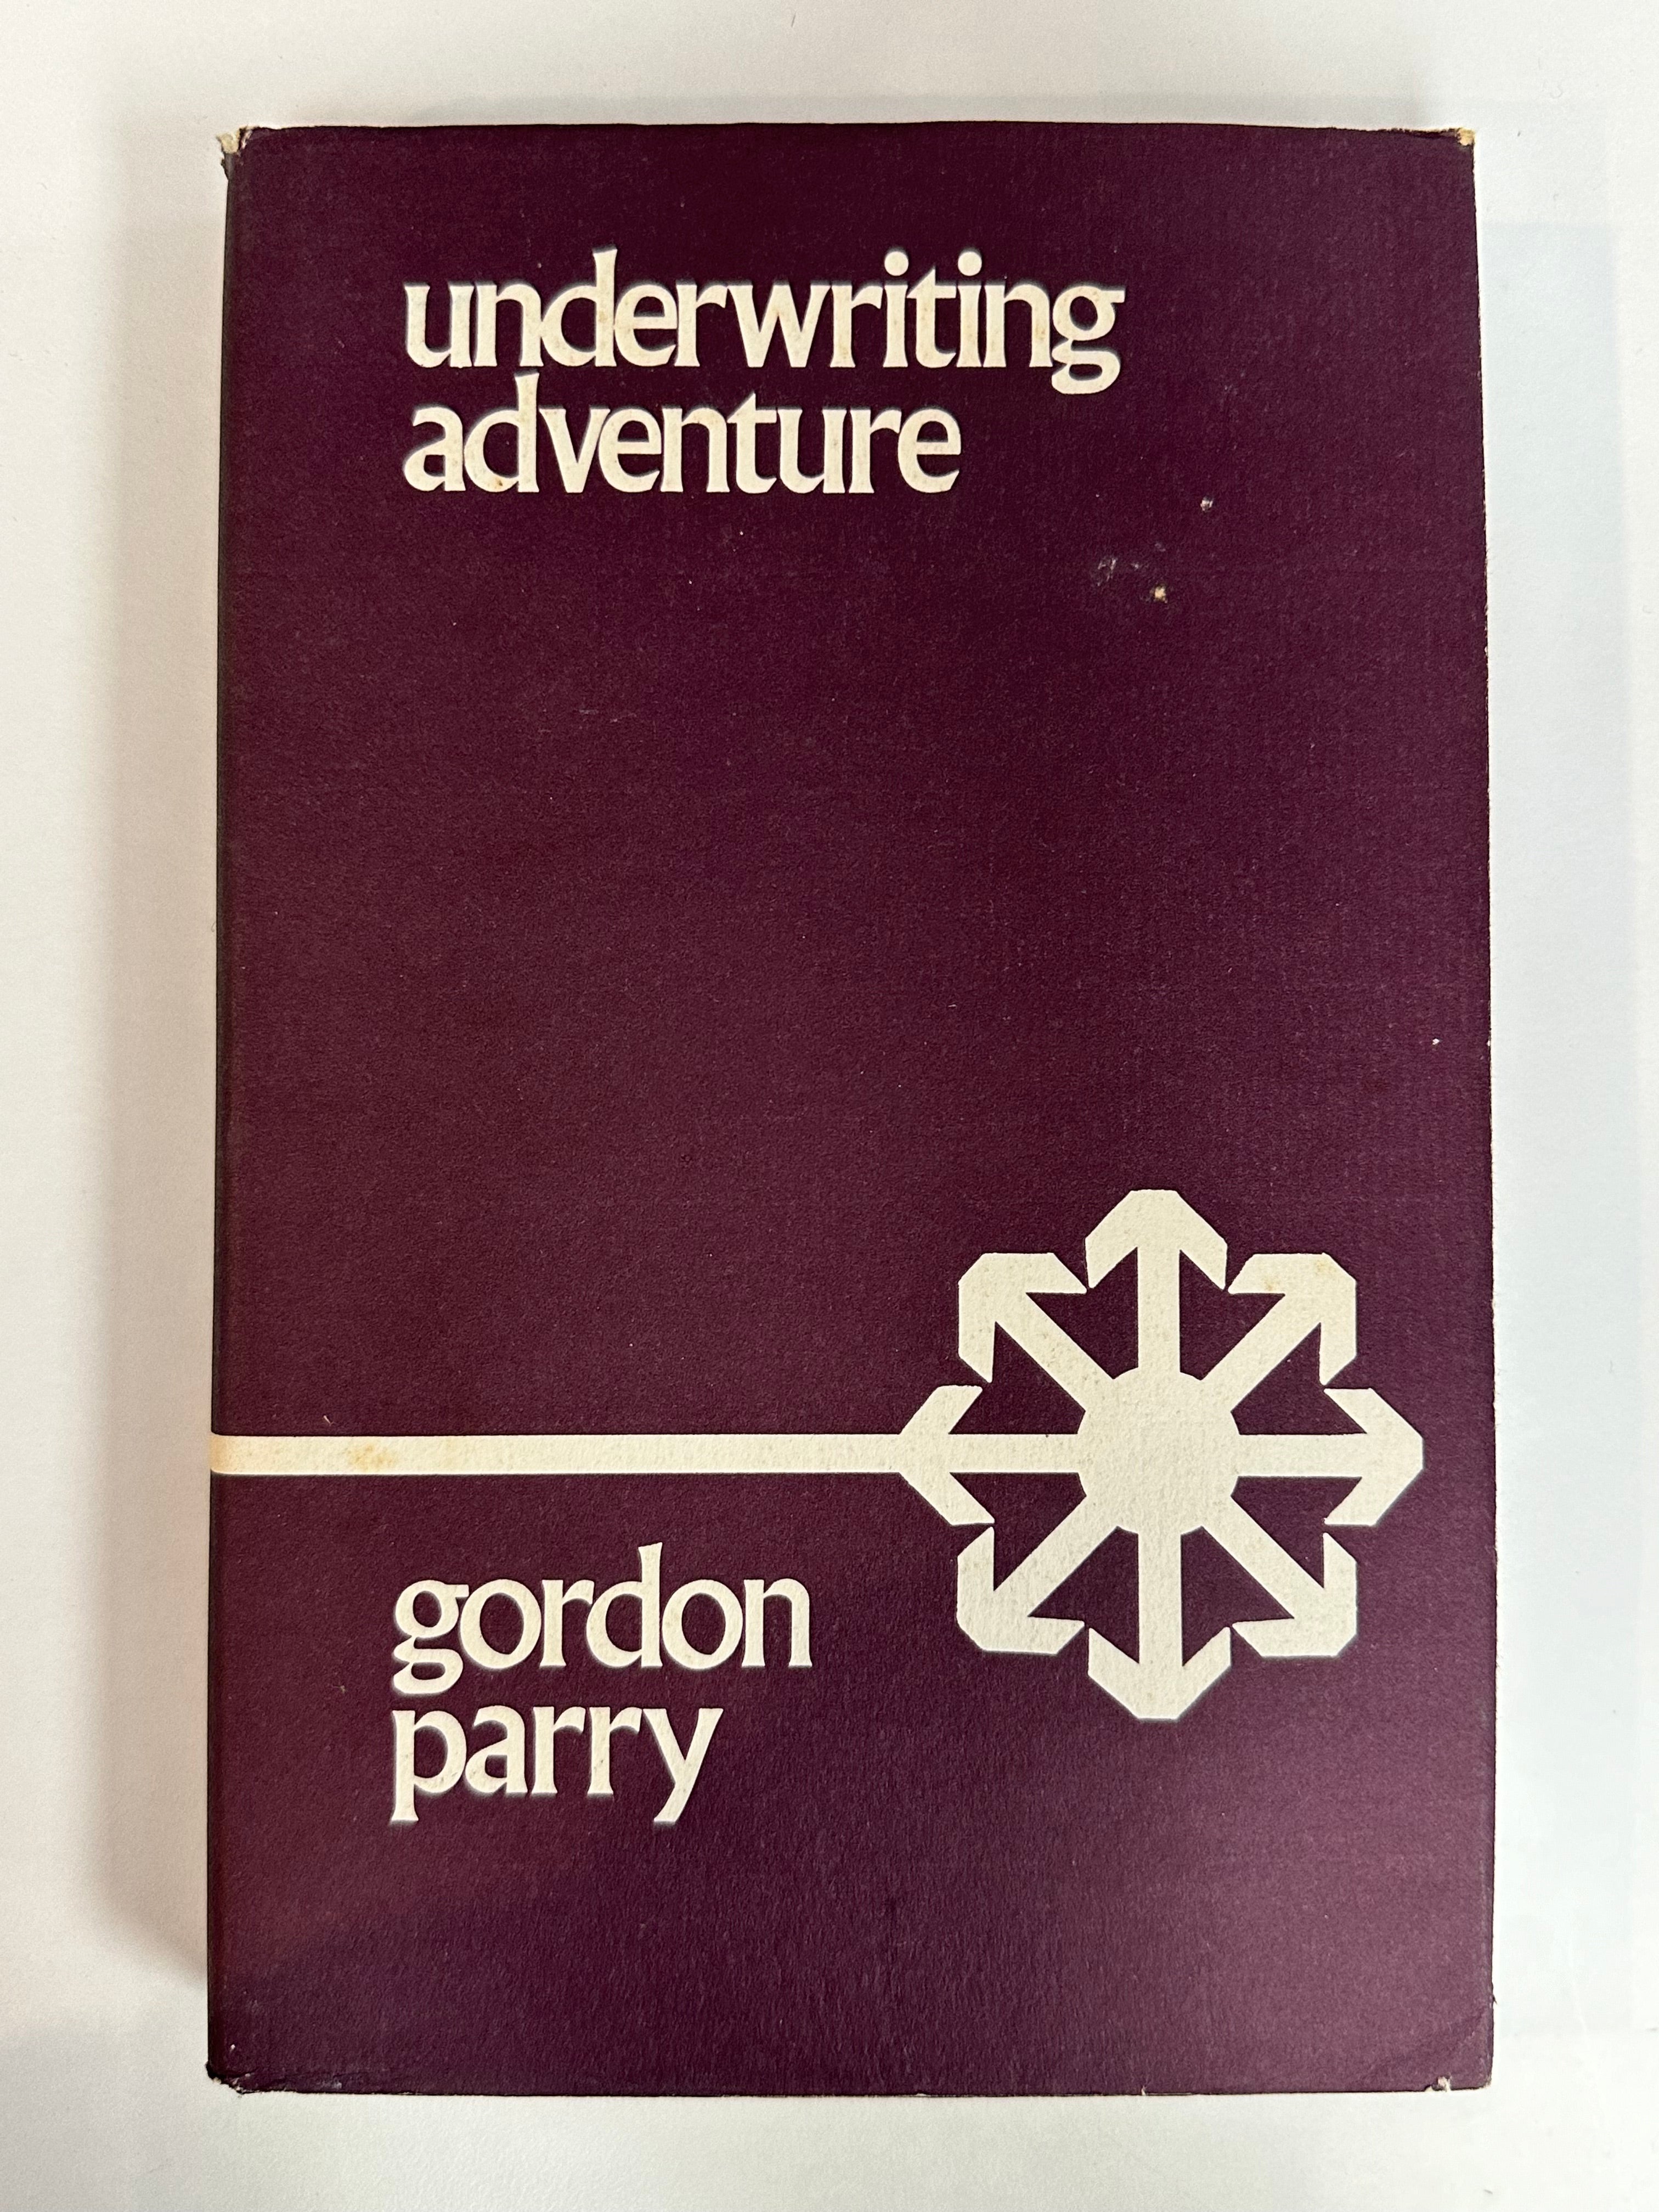 underwriting
adventure
gordon
parry